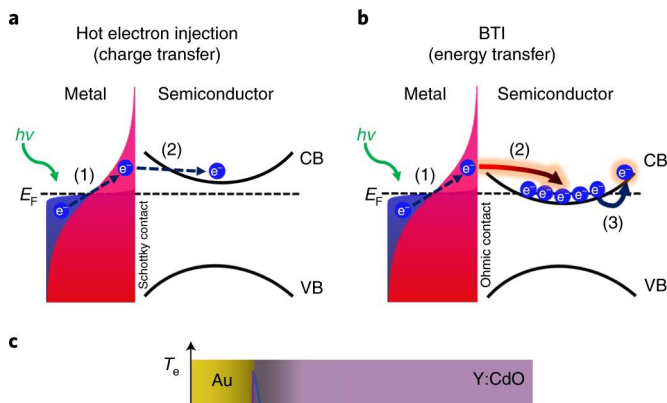 a
Hot electron injection
(charge transfer)
Metal
Semiconductor
hν
(1)
(2)
e⁻
e⁻
e⁻
CB
E_F
Schottky contact
VB
b
BTI
(energy transfer)
Metal
Semiconductor
hν
(1)
(2)
e⁻
e⁻
e⁻
e⁻
e⁻
e⁻
e⁻
e⁻
CB
E_F
(3)
Ohmic contact
VB
c
T_e
Au
Y:CdO